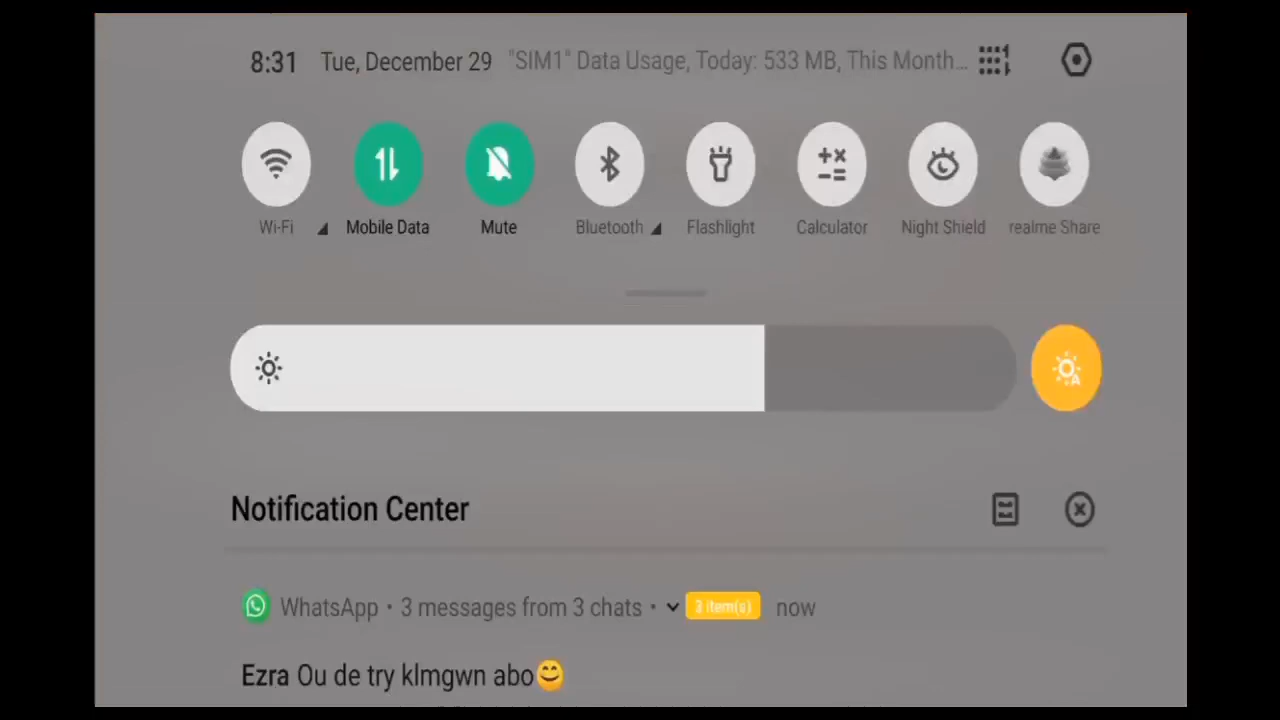 8:31 Tue, December 29 "SIM1" Data Usage, Today: 533 MB, This Month...
Wi-Fi Mobile Data Mute Bluetooth Flashlight Calculator Night Shield realme Share
Notification Center
WhatsApp • 3 messages from 3 chats • 3 item(s) now
Ezra Ou de try klmgwn abo😊